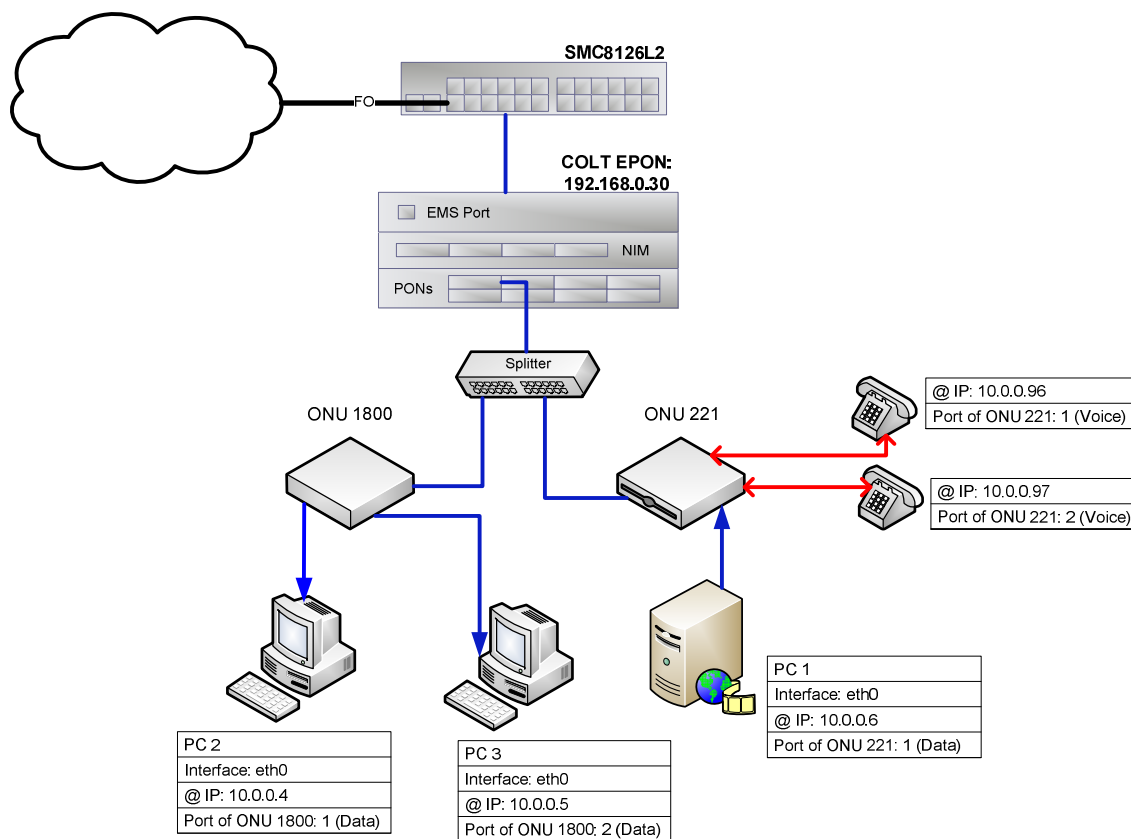 SMC8126L2
FO
COLT EPON:
192.168.0.30
EMS Port
NIM
PONs
Splitter
ONU 1800
ONU 221
@ IP: 10.0.0.96
Port of ONU 221: 1 (Voice)
@ IP: 10.0.0.97
Port of ONU 221: 2 (Voice)
PC 1
Interface: eth0
@ IP: 10.0.0.6
Port of ONU 221: 1 (Data)
PC 2
Interface: eth0
@ IP: 10.0.0.4
Port of ONU 1800: 1 (Data)
PC 3
Interface: eth0
@ IP: 10.0.0.5
Port of ONU 1800: 2 (Data)